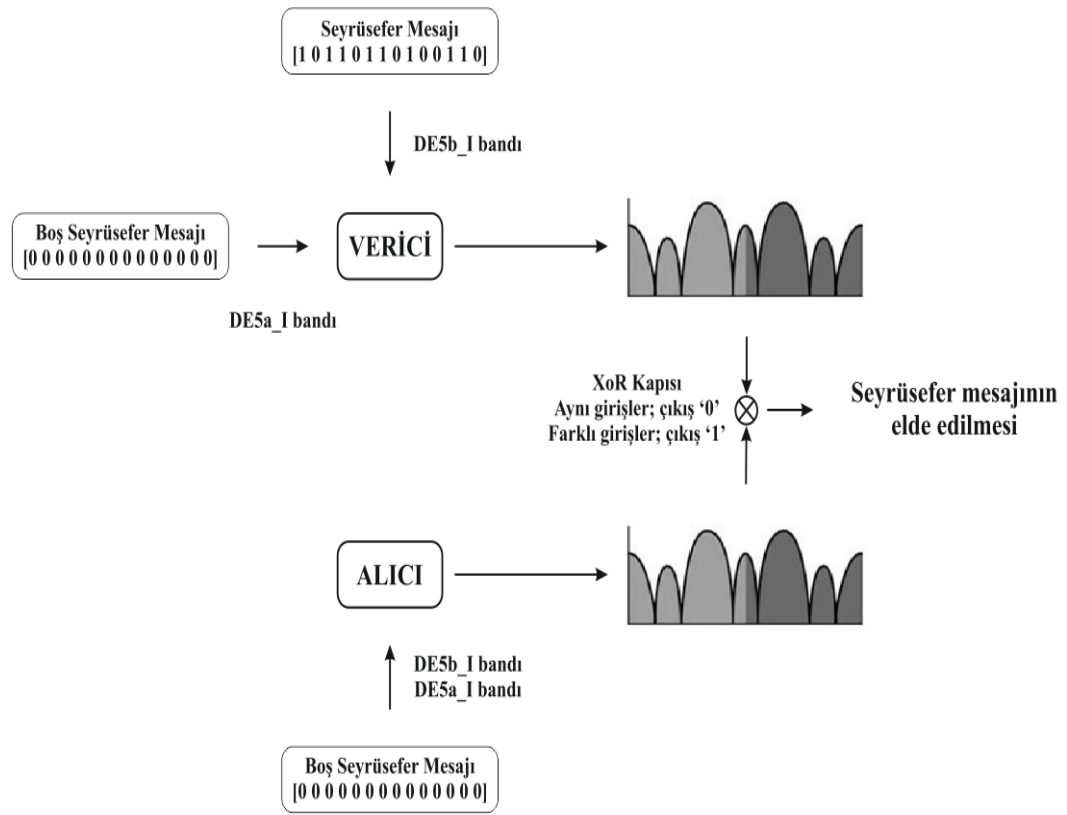 Seyrüsefer Mesajı
[1 0 1 1 0 1 1 0 1 0 0 1 1 0]
DE5b_I bandı
Boş Seyrüsefer Mesajı
[0 0 0 0 0 0 0 0 0 0 0 0 0 0]
VERİCİ
DE5a_I bandı
XoR Kapısı
Aynı girişler; çıkış ‘0’
Farklı girişler; çıkış ‘1’
Seyrüsefer mesajının
elde edilmesi
ALICI
DE5b_I bandı
DE5a_I bandı
Boş Seyrüsefer Mesajı
[0 0 0 0 0 0 0 0 0 0 0 0 0 0]